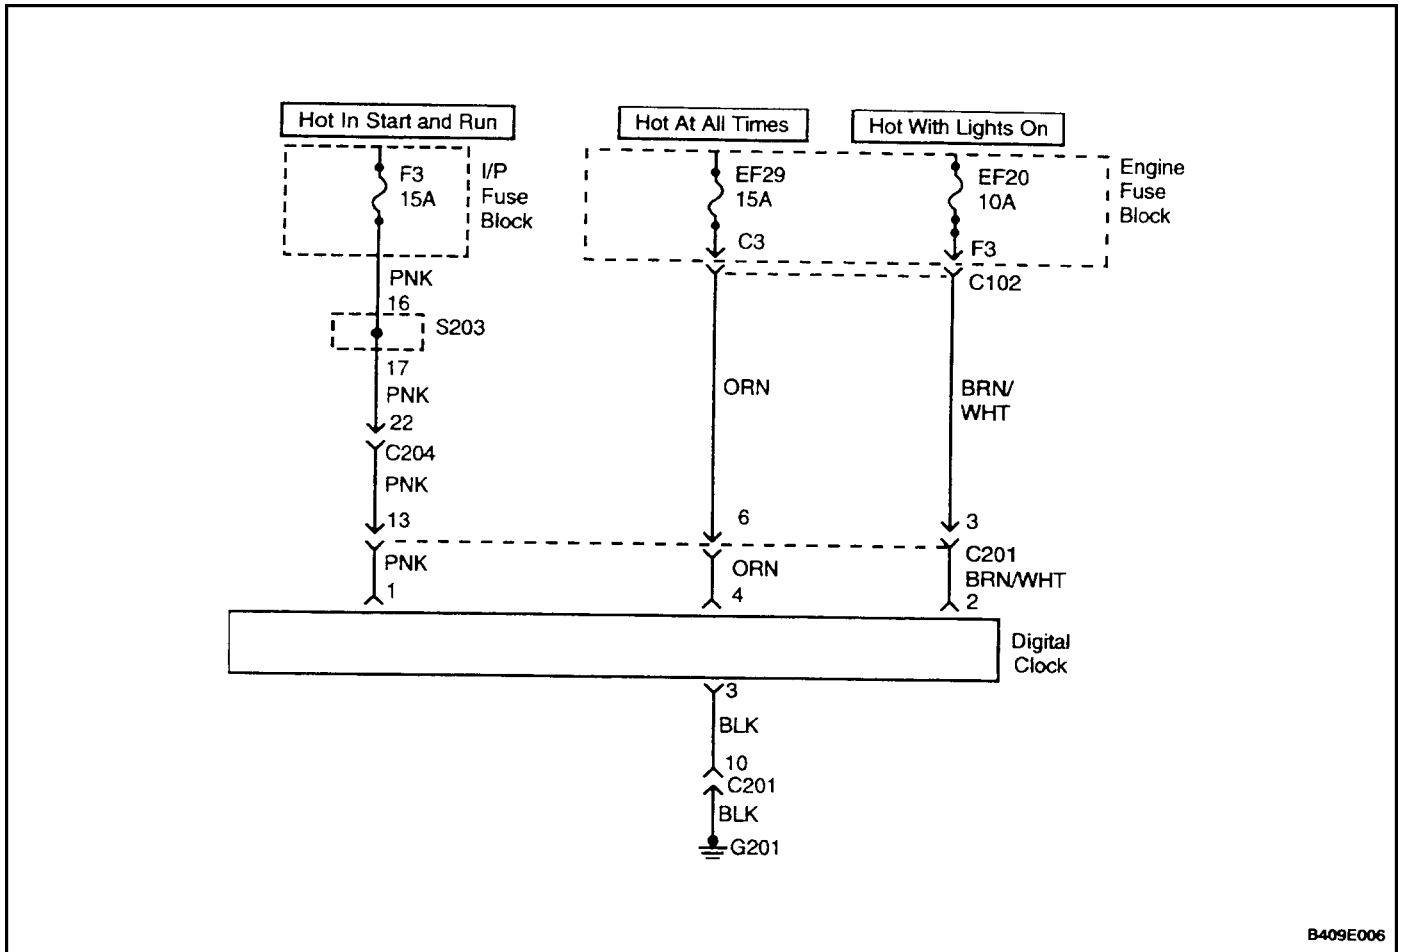 Hot In Start and Run
Hot At All Times
Hot With Lights On
F3
15A
I/P
Fuse
Block
EF29
15A
EF20
10A
Engine
Fuse
Block
C3
F3
C102
PNK
16
S203
17
PNK
22
C204
PNK
ORN
BRN/
WHT
13
6
3
C201
PNK
ORN
BRN/WHT
1
4
2
Digital
Clock
3
BLK
10
C201
BLK
G201
B409E006